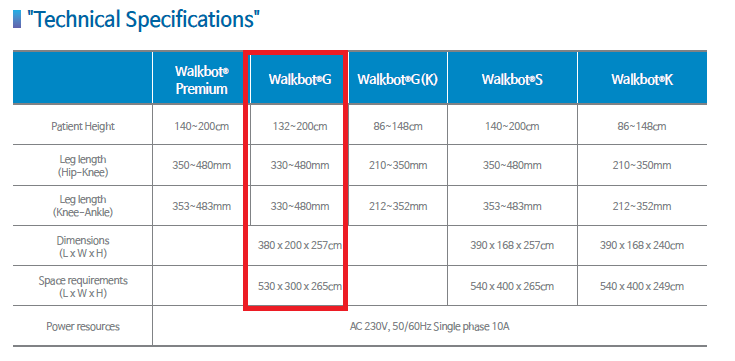 "Technical Specifications"
Walkbot® Premium Walkbot®G Walkbot®G(K) Walkbot®S Walkbot®K
Patient Height 140~200cm 132~200cm 86~148cm 140~200cm 86~148cm
Leg length (Hip-Knee) 350~480mm 330~480mm 210~350mm 350~480mm 210~350mm
Leg length (Knee-Ankle) 353~483mm 330~480mm 212~352mm 353~483mm 212~352mm
Dimensions (L x W x H) 380 x 200 x 257cm 390 x 168 x 257cm 390 x 168 x 240cm
Space requirements (L x W x H) 530 x 300 x 265cm 540 x 400 x 265cm 540 x 400 x 249cm
Power resources AC 230V, 50/60Hz Single phase 10A